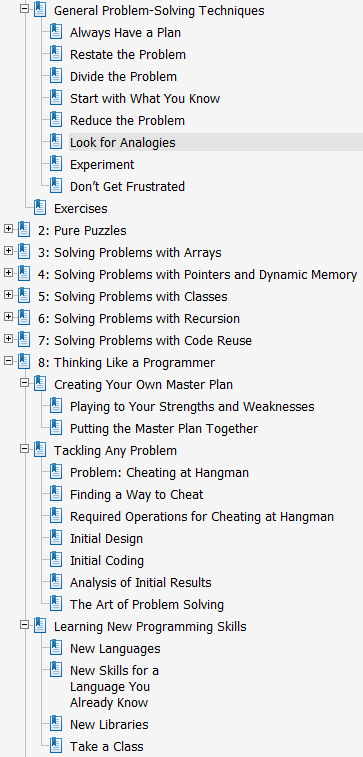 General Problem-Solving Techniques
Always Have a Plan
Restate the Problem
Divide the Problem
Start with What You Know
Reduce the Problem
Look for Analogies
Experiment
Don’t Get Frustrated
Exercises
2: Pure Puzzles
3: Solving Problems with Arrays
4: Solving Problems with Pointers and Dynamic Memory
5: Solving Problems with Classes
6: Solving Problems with Recursion
7: Solving Problems with Code Reuse
8: Thinking Like a Programmer
Creating Your Own Master Plan
Playing to Your Strengths and Weaknesses
Putting the Master Plan Together
Tackling Any Problem
Problem: Cheating at Hangman
Finding a Way to Cheat
Required Operations for Cheating at Hangman
Initial Design
Initial Coding
Analysis of Initial Results
The Art of Problem Solving
Learning New Programming Skills
New Languages
New Skills for a
Language You
Already Know
New Libraries
Take a Class